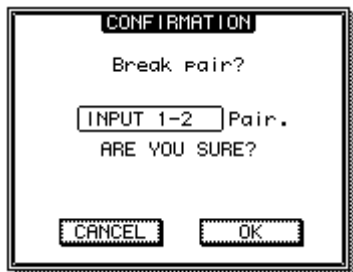 CONFIRMATION
Break pair?
INPUT 1-2 Pair.
ARE YOU SURE?
CANCEL OK